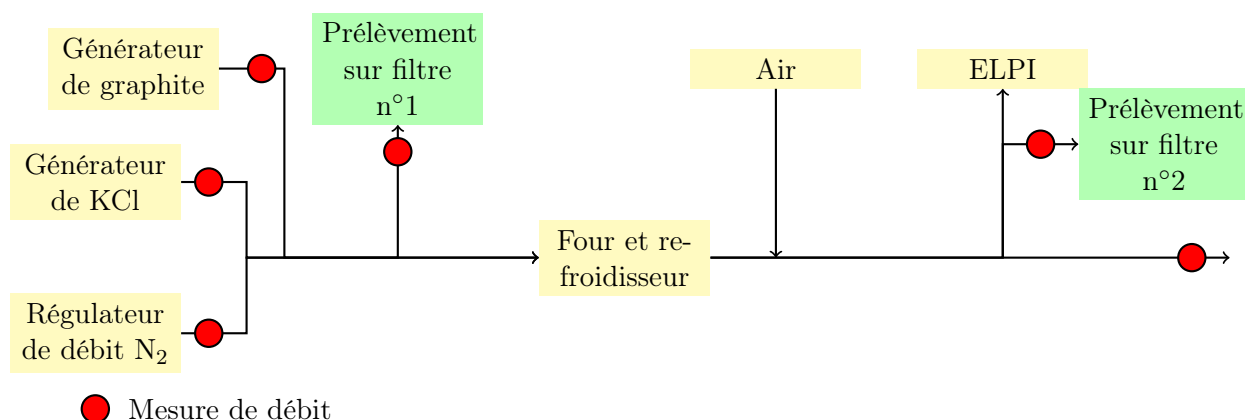 Générateur
de graphite
Prélèvement
sur filtre
n°1
Air
ELPI
Prélèvement
sur filtre
n°2
Générateur
de KCl
Four et re-
froidisseur
Régulateur
de débit N₂
Mesure de débit